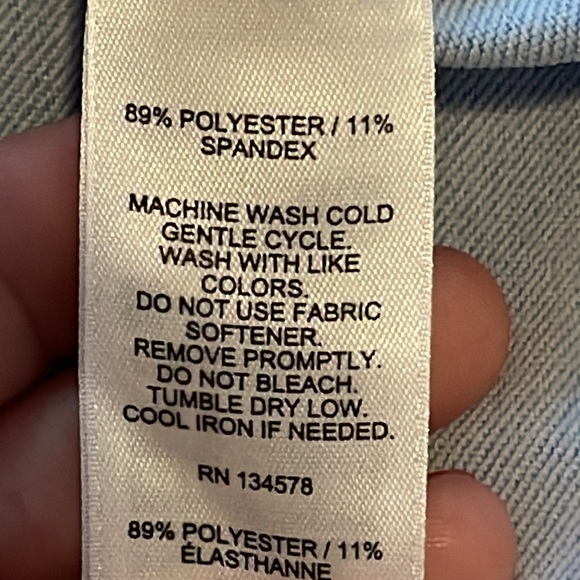 89% POLYESTER / 11%
SPANDEX
MACHINE WASH COLD
GENTLE CYCLE.
WASH WITH LIKE
COLORS.
DO NOT USE FABRIC
SOFTENER.
REMOVE PROMPTLY.
DO NOT BLEACH.
TUMBLE DRY LOW.
COOL IRON IF NEEDED.
RN 134578
89% POLYESTER / 11%
ÉLASTHANNE